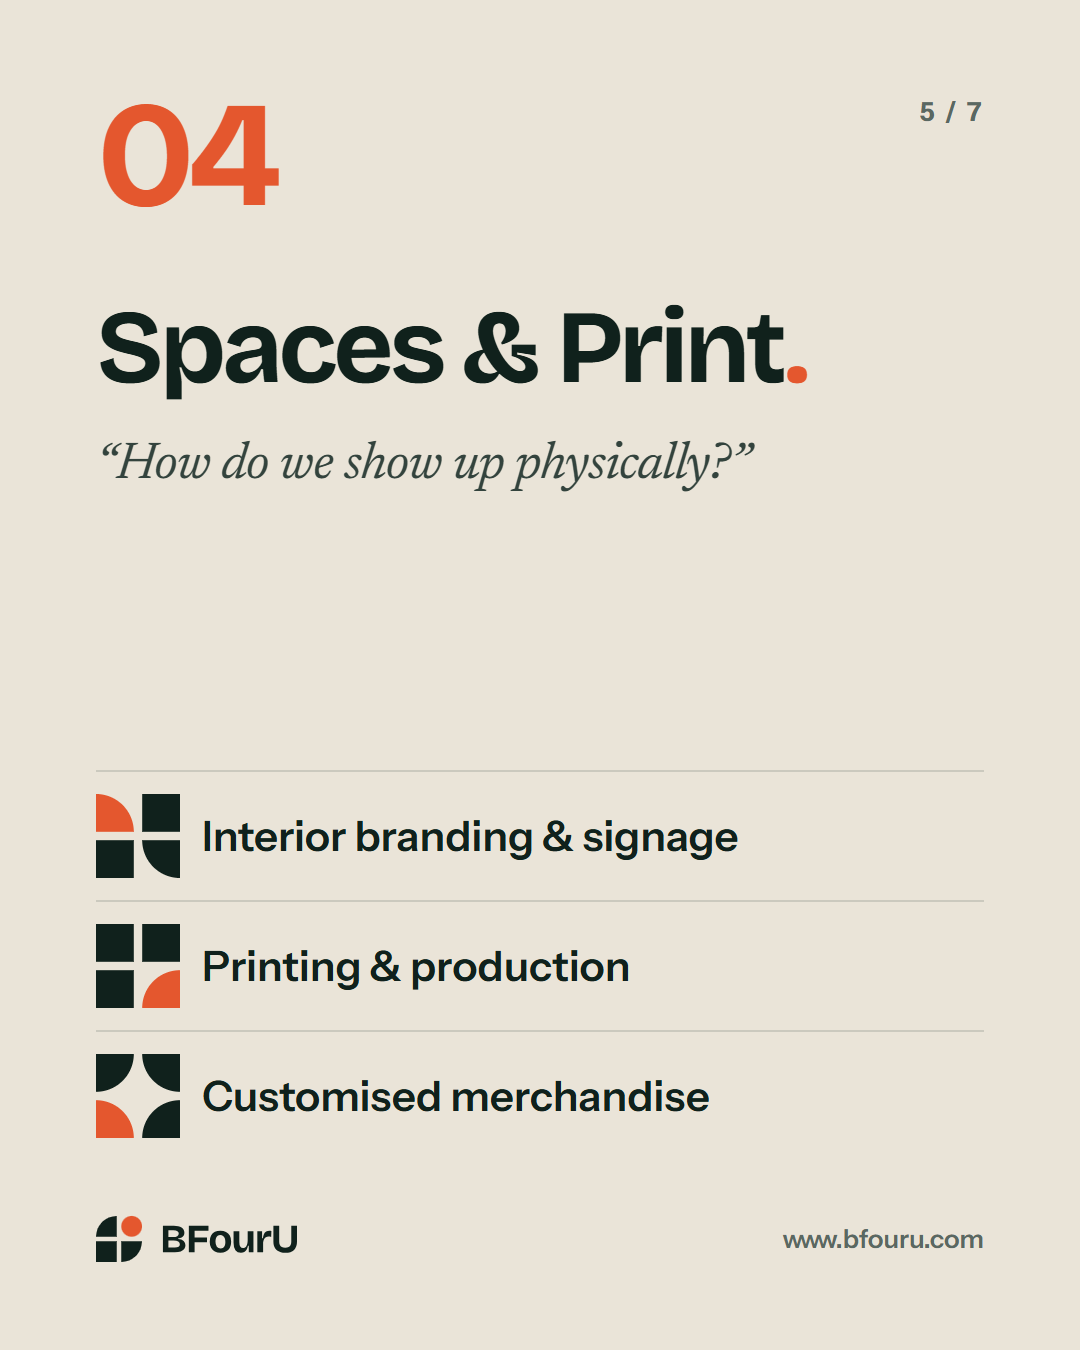 04
5 / 7
Spaces & Print.
“How do we show up physically?”
Interior branding & signage
Printing & production
Customised merchandise
BFourU
www.bfouru.com